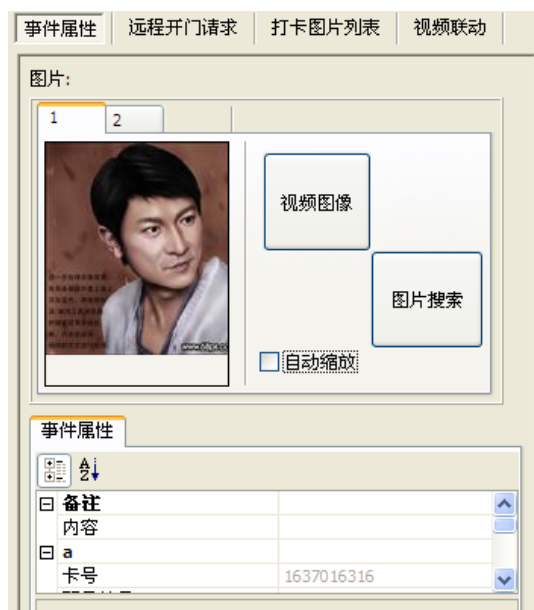 事件属性 远程开门请求 打卡图片列表 视频联动
图片:
1 2
视频图像
图片搜索
自动缩放
事件属性
备注
内容
a
卡号 1637016316